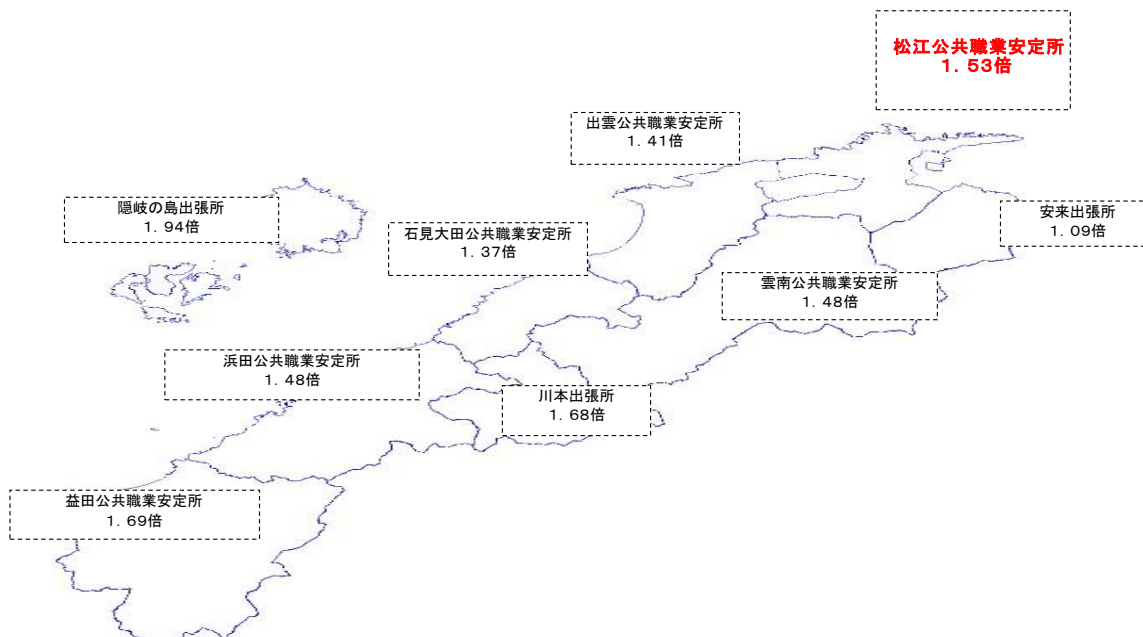 松江公共職業安定所
１．５３倍
出雲公共職業安定所
１．４１倍
隠岐の島出張所
１．９４倍
安来出張所
１．０９倍
石見大田公共職業安定所
１．３７倍
雲南公共職業安定所
１．４８倍
浜田公共職業安定所
１．４８倍
川本出張所
１．６８倍
益田公共職業安定所
１．６９倍